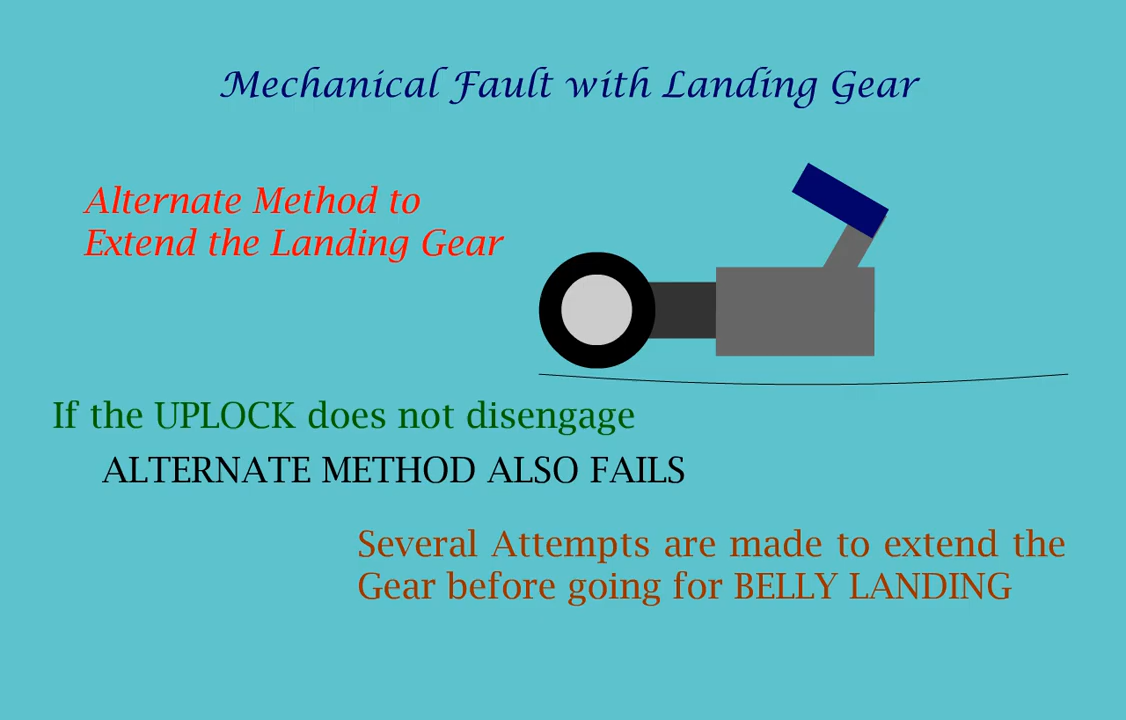 Mechanical Fault with Landing Gear
Alternate Method to
Extend the Landing Gear
If the UPLOCK does not disengage
ALTERNATE METHOD ALSO FAILS
Several Attempts are made to extend the
Gear before going for BELLY LANDING